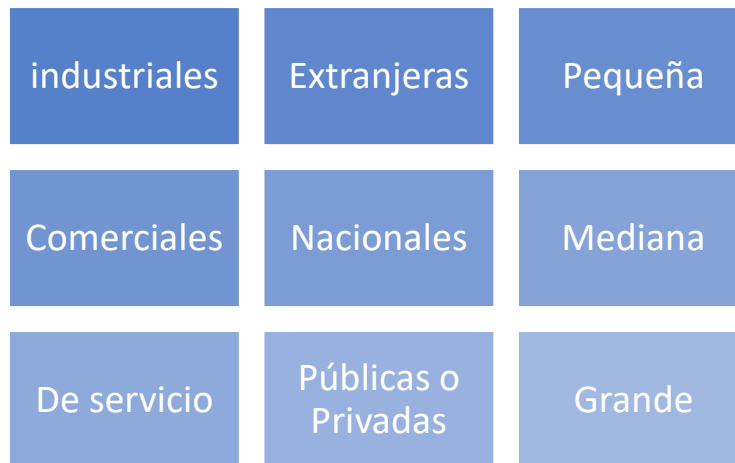 industriales
Extranjeras
Pequeña
Comerciales
Nacionales
Mediana
De servicio
Públicas o
Privadas
Grande